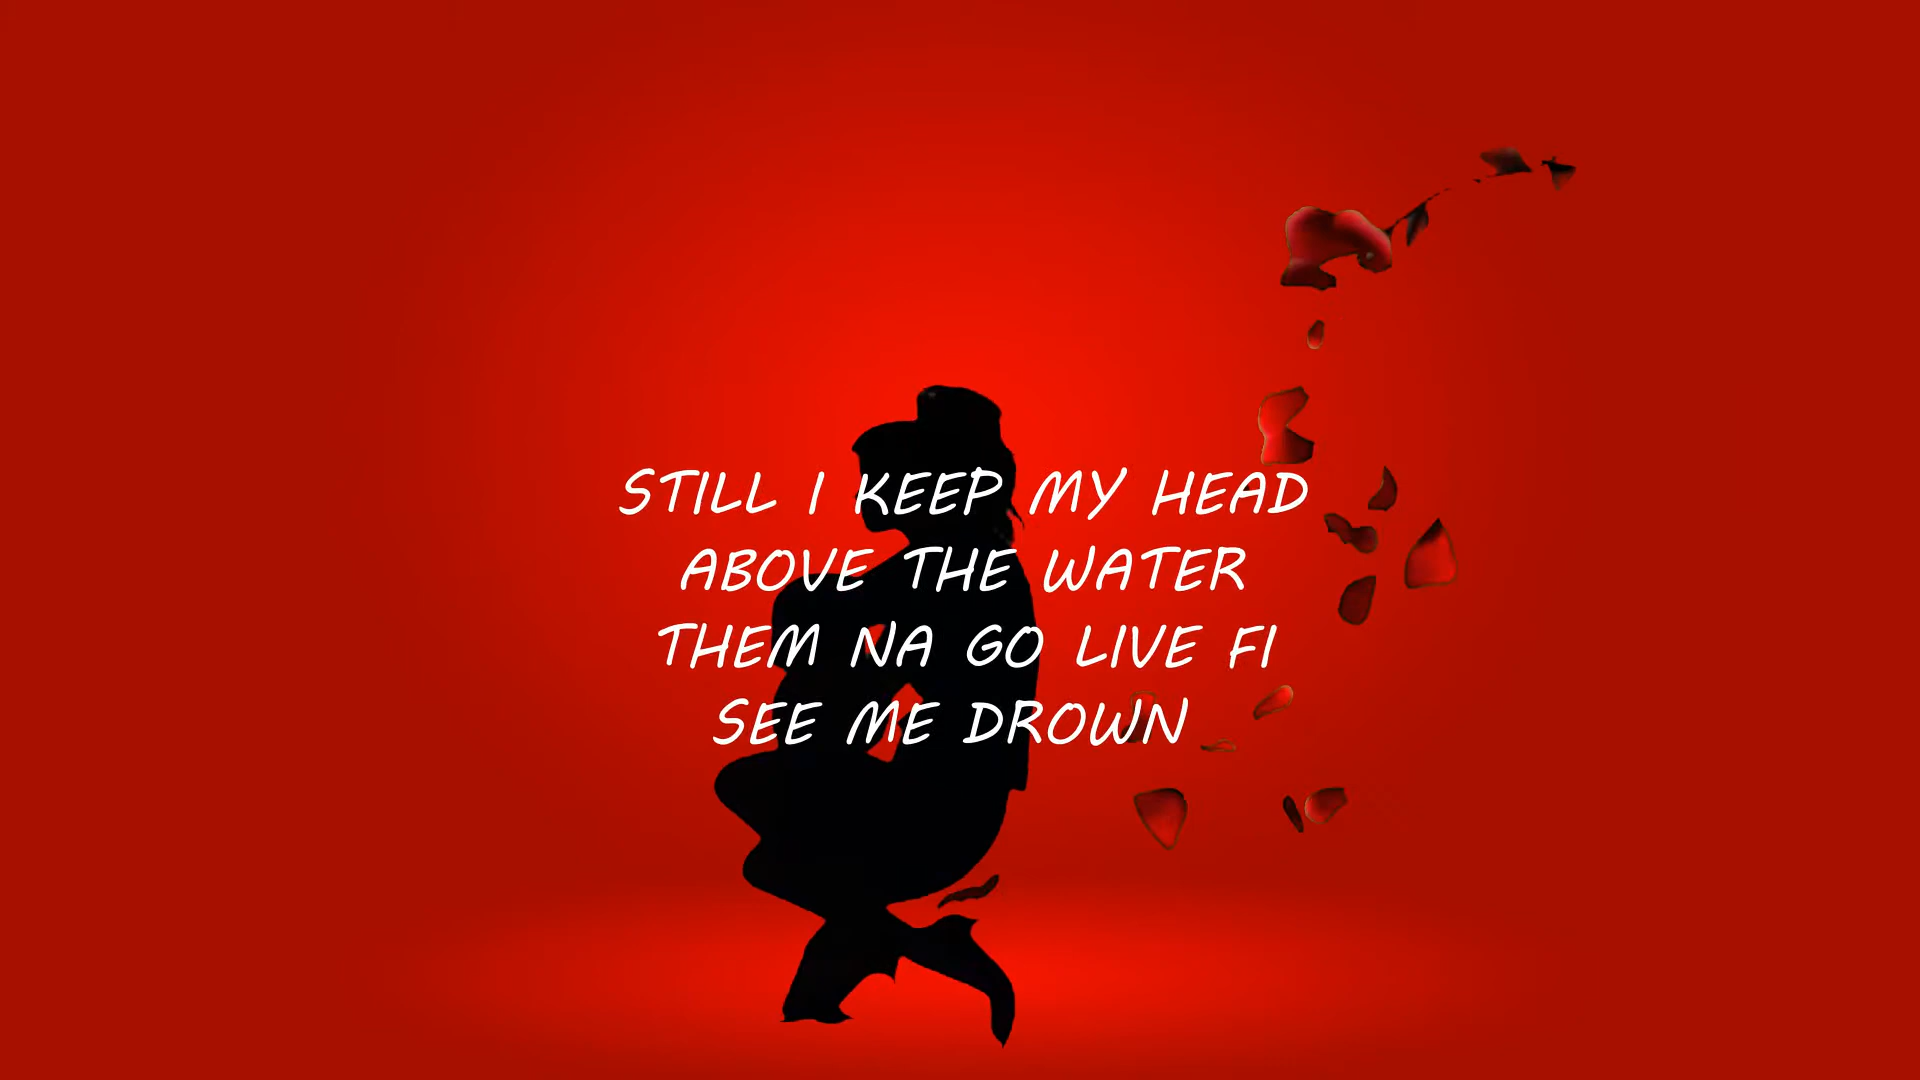 STILL I KEEP MY HEAD
ABOVE THE WATER
THEM NA GO LIVE FI
SEE ME DROWN